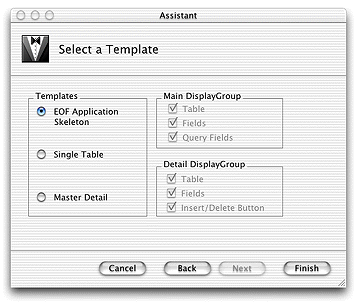 Assistant
Select a Template
Templates
EOF Application
Skeleton
Single Table
Master Detail
Main DisplayGroup
Table
Fields
Query Fields
Detail DisplayGroup
Table
Fields
Insert/Delete Button
Cancel
Back
Next
Finish